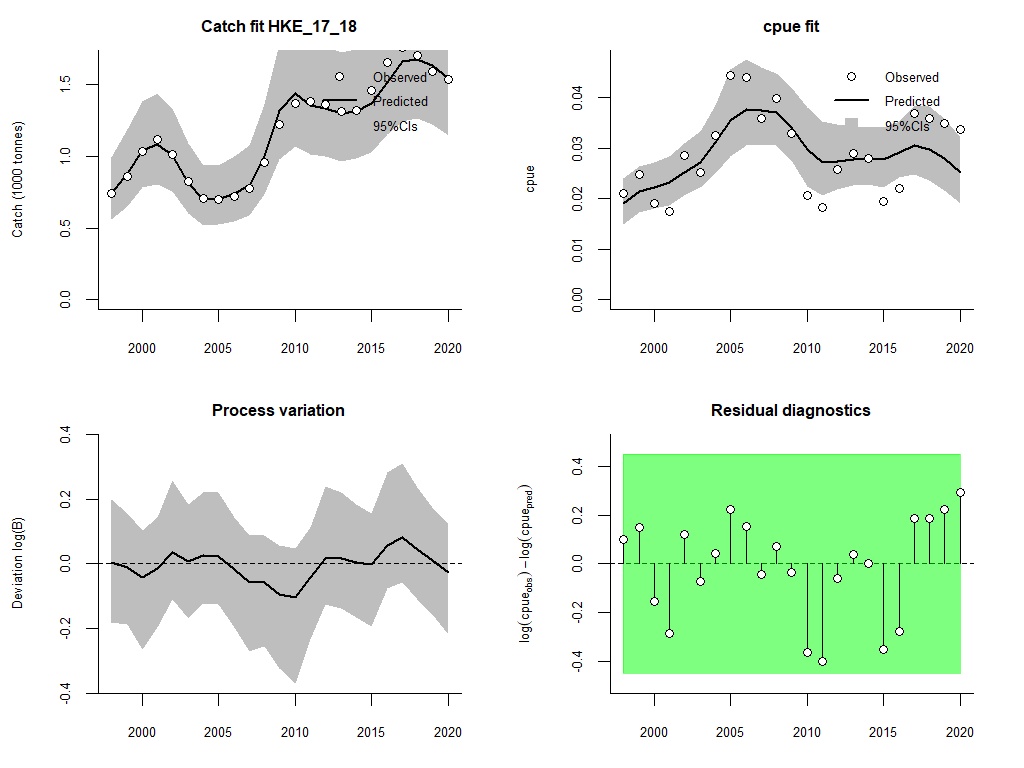 Catch fit HKE_17_18
Catch (1000 tonnes)
0.0 0.5 1.0 1.5
Observed
Predicted
95%CIs
2000 2005 2010 2015 2020
cpue fit
cpue
0.00 0.01 0.02 0.03 0.04
Observed
Predicted
95%CIs
2000 2005 2010 2015 2020
Process variation
Deviation log(B)
-0.4 -0.2 0.0 0.2 0.4
2000 2005 2010 2015 2020
Residual diagnostics
log(cpue_obs) − log(cpue_pred)
-0.4 -0.2 0.0 0.2 0.4
2000 2005 2010 2015 2020